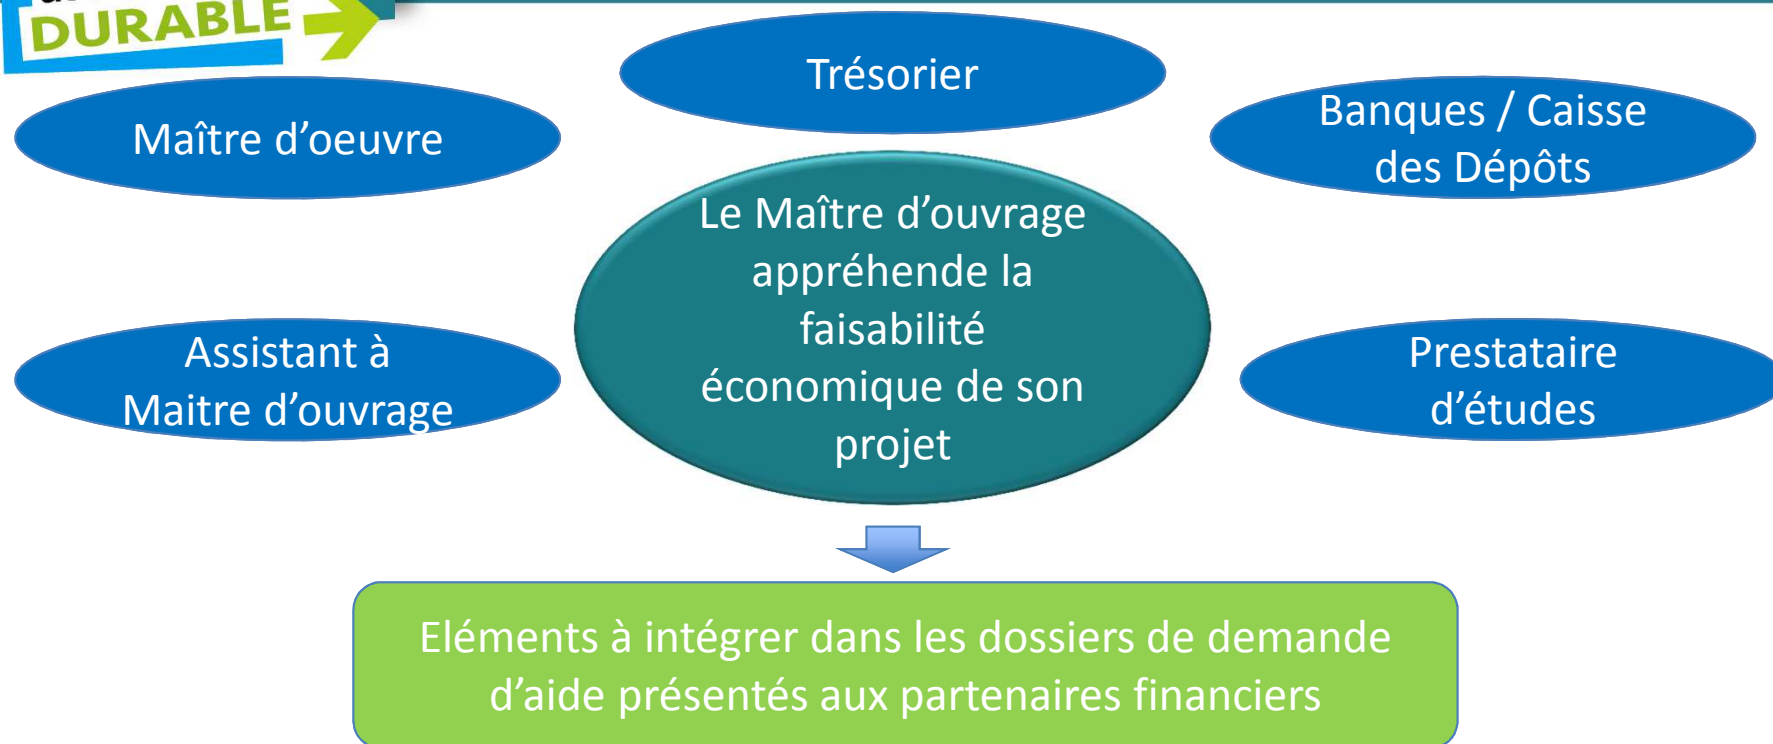 DURABLE
Trésorier
Maître d'oeuvre
Banques / Caisse
des Dépôts
Le Maître d'ouvrage
appréhende la
faisabilité
économique de son
projet
Assistant à
Maitre d'ouvrage
Prestataire
d'études
Eléments à intégrer dans les dossiers de demande
d'aide présentés aux partenaires financiers